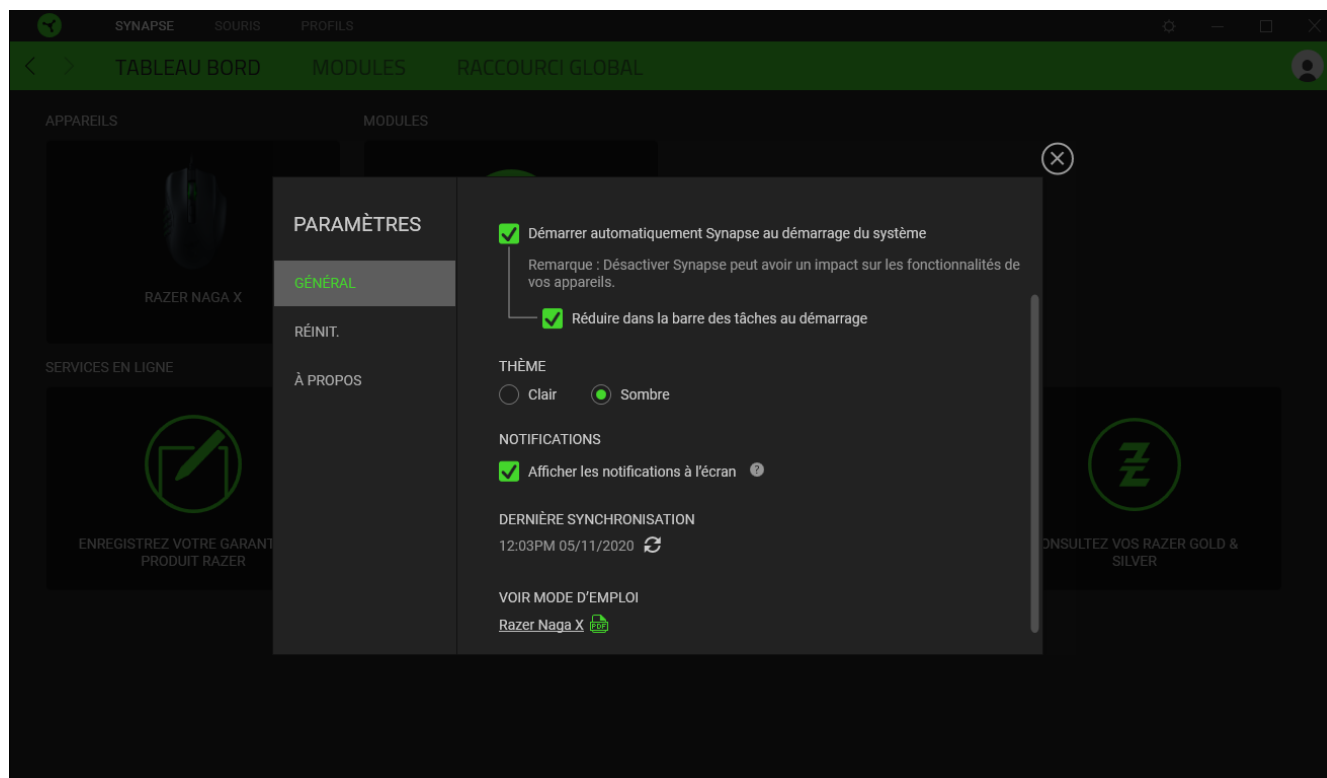 SYNAPSE SOURIS PROFILS
TABLEAU BORD MODULES RACCOURCI GLOBAL
APPAREILS MODULES
RAZER NAGA X
SERVICES EN LIGNE
ENREGISTREZ VOTRE
PRODUIT RAZER
PARAMÈTRES
GÉNÉRAL
RÉINIT.
À PROPOS
Démarrer automatiquement Synapse au démarrage du système
Remarque : Désactiver Synapse peut avoir un impact sur les fonctionnalités de
vos appareils.
Réduire dans la barre des tâches au démarrage
THÈME
Clair Sombre
NOTIFICATIONS
Afficher les notifications à l'écran ?
DERNIÈRE SYNCHRONISATION
12:03PM 05/11/2020
VOIR MODE D'EMPLOI
Razer Naga X PDF
VOS RAZER GOLD &
SILVER